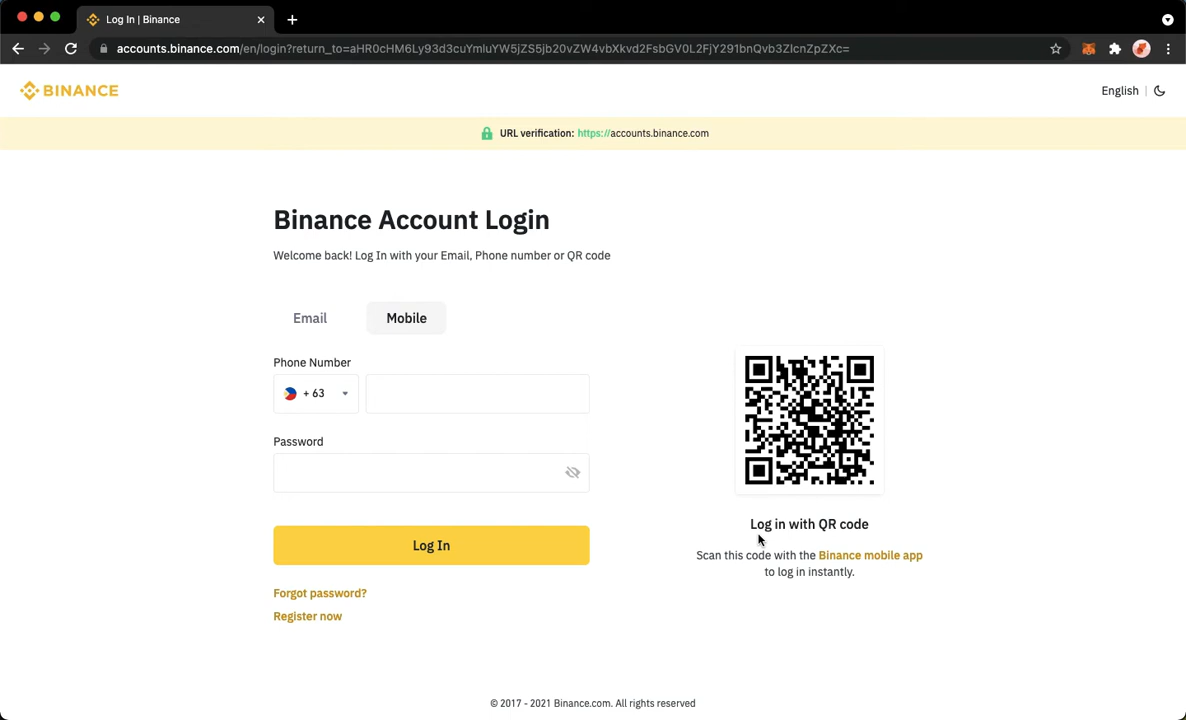 Log In | Binance
accounts.binance.com/en/login?return_to=aHR0cHM6Ly93d3cuYmluYW5jZS5jb20vZW4vbXkvd2FsbGV0L2FjY291bnQvb3ZlcnZpZXc=
BINANCE
English
URL verification: https://accounts.binance.com
Binance Account Login
Welcome back! Log In with your Email, Phone number or QR code
Email
Mobile
Phone Number
+ 63
Password
Log In
Forgot password?
Register now
Log in with QR code
Scan this code with the Binance mobile app
to log in instantly.
© 2017 - 2021 Binance.com. All rights reserved